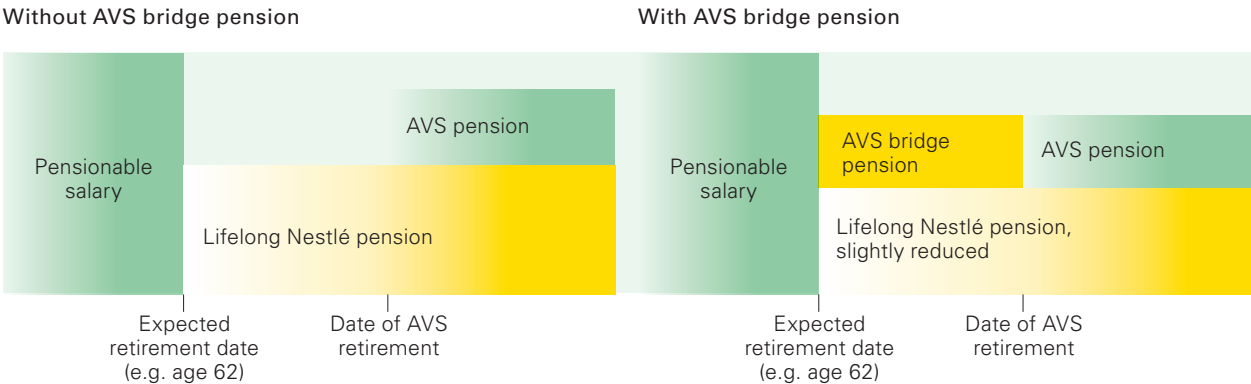 Without AVS bridge pension
Pensionable
salary
AVS pension
Lifelong Nestlé pension
Expected
retirement date
(e.g. age 62)
Date of AVS
retirement
With AVS bridge pension
Pensionable
salary
AVS bridge
pension
AVS pension
Lifelong Nestlé pension,
slightly reduced
Expected
retirement date
(e.g. age 62)
Date of AVS
retirement